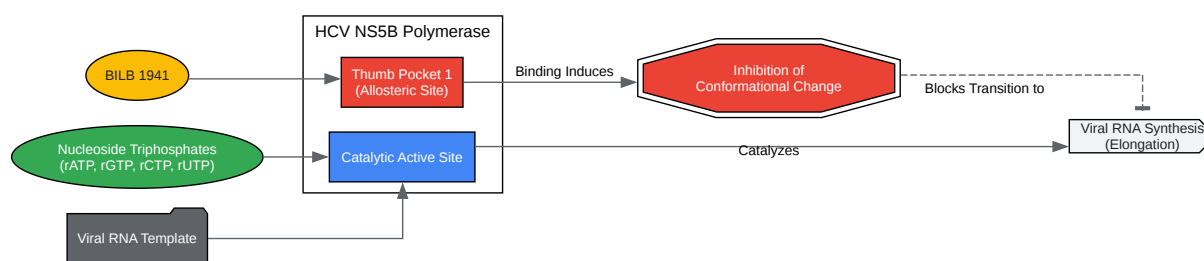 HCV NS5B Polymerase
BILB 1941
Thumb Pocket 1
(Allosteric Site)
Binding Induces
Inhibition of
Conformational Change
Blocks Transition to
Nucleoside Triphosphates
(rATP, rGTP, rCTP, rUTP)
Catalytic Active Site
Catalyzes
Viral RNA Synthesis
(Elongation)
Viral RNA Template